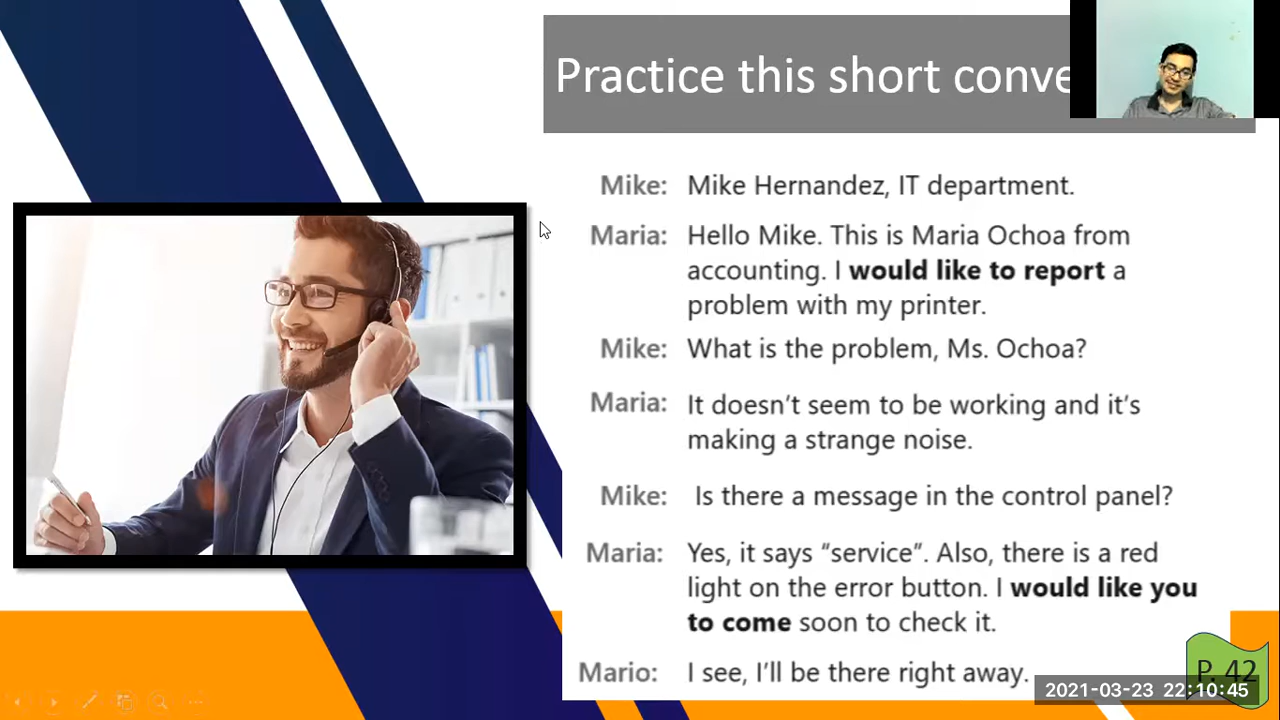 Practice this short conve
Mike: Mike Hernandez, IT department.
Maria: Hello Mike. This is Maria Ochoa from
accounting. I would like to report a
problem with my printer.
Mike: What is the problem, Ms. Ochoa?
Maria: It doesn't seem to be working and it's
making a strange noise.
Mike: Is there a message in the control panel?
Maria: Yes, it says “service”. Also, there is a red
light on the error button. I would like you
to come soon to check it.
Mario: I see, I'll be there right away.
P. 42
2021-03-23 22:10:45